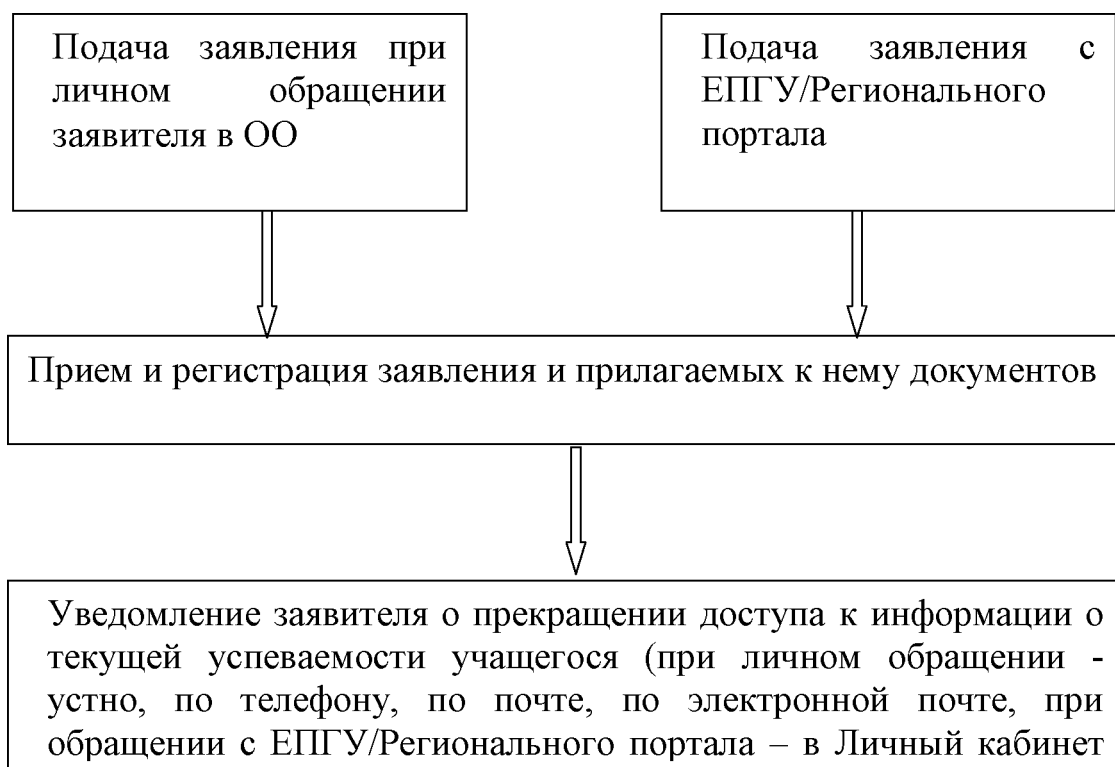 Подача заявления при
личном обращении
заявителя в ОО
Подача заявления с
ЕПГУ/Регионального
портала
Прием и регистрация заявления и прилагаемых к нему документов
Уведомление заявителя о прекращении доступа к информации о
текущей успеваемости учащегося (при личном обращении -
устно, по телефону, по почте, по электронной почте, при
обращении с ЕПГУ/Регионального портала – в Личный кабинет